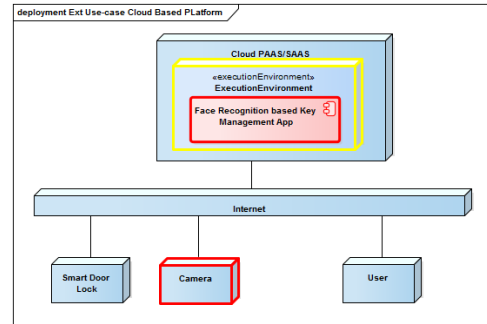 deployment Ext Use-case Cloud Based PLatform
Cloud PAAS/SAAS
«executionEnvironment»
ExecutionEnvironment
Face Recognition based Key
Management App
Internet
Smart Door
Lock
Camera
User